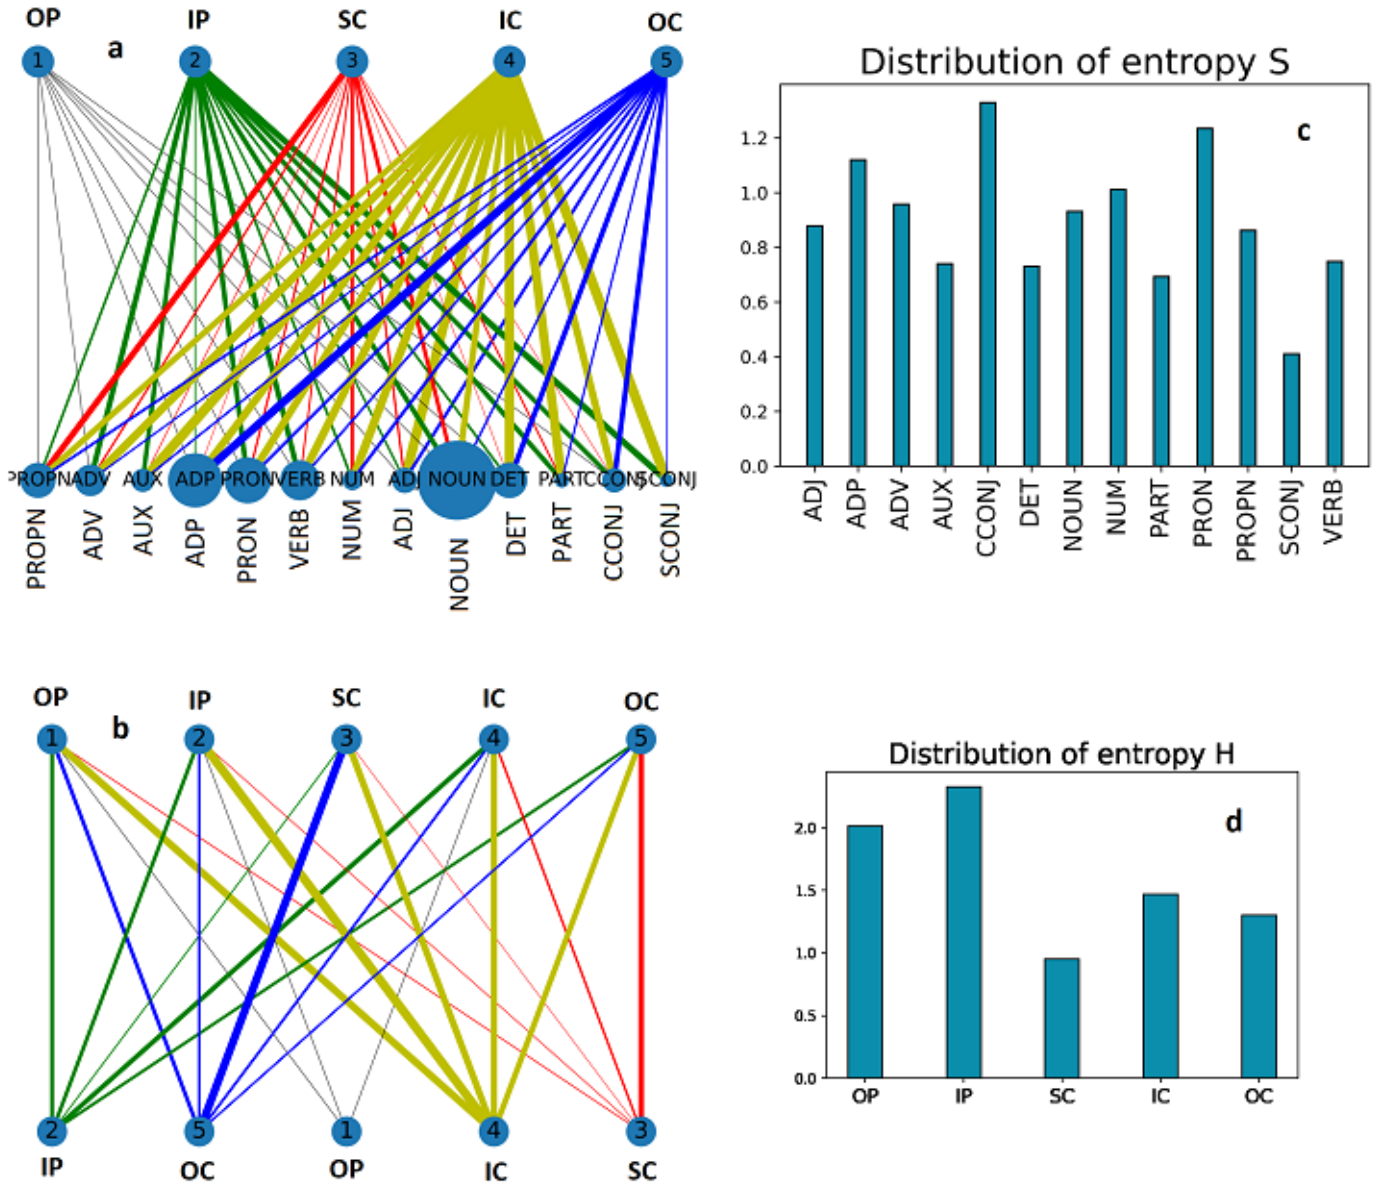 OP IP SC IC OC
a
1 2 3 4 5
PROPN ADV AUX ADP PRON VERB NUM ADJ NOUN DET PART CCONJ SCONJ
PROPN ADV AUX ADP PRON VERB NUM ADJ NOUN DET PART CCONJ SCONJ
Distribution of entropy S
c
1.2
1.0
0.8
0.6
0.4
0.2
0.0
ADJ ADP ADV AUX CCONJ DET NOUN NUM PART PRON PROPN SCONJ VERB
OP IP SC IC OC
b
1 2 3 4 5
2 5 1 4 3
IP OC OP IC SC
Distribution of entropy H
d
2.0
1.5
1.0
0.5
0.0
OP IP SC IC OC